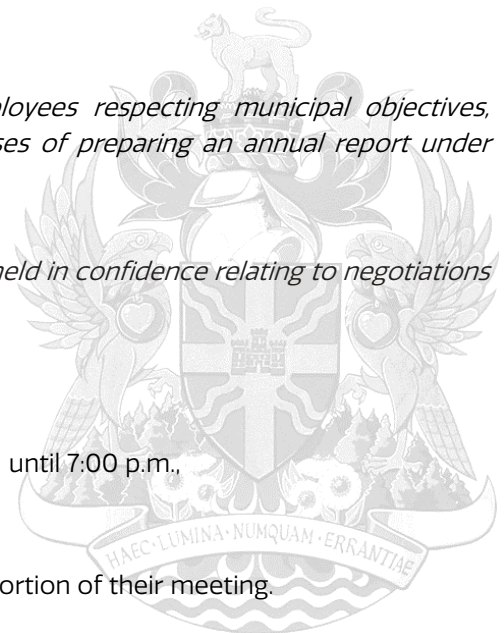 ployees respecting municipal objectives,
ses of preparing an annual report under
held in confidence relating to negotiations
until 7:00 p.m.,
HAEC · LUMINA · NUMQUAM · ERRANTIAE
ortion of their meeting.